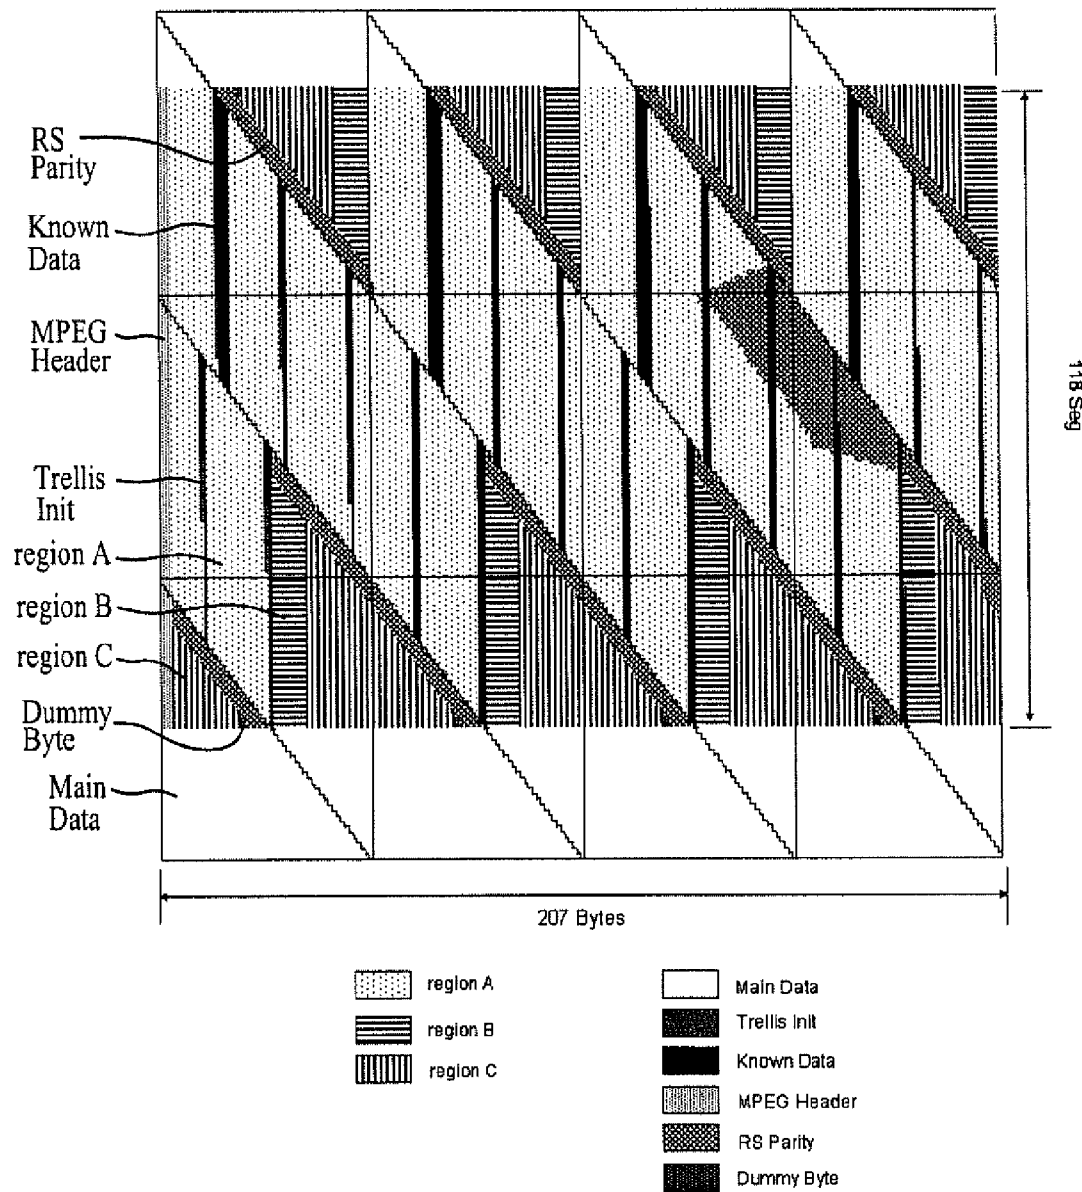 RS
Parity
Known
Data
MPEG
Header
Trellis
Init
region A
region B
region C
Dummy
Byte
Main
Data
118 Seg
207 Bytes
region A
region B
region C
Main Data
Trellis Init
Known Data
MPEG Header
RS Parity
Dummy Byte